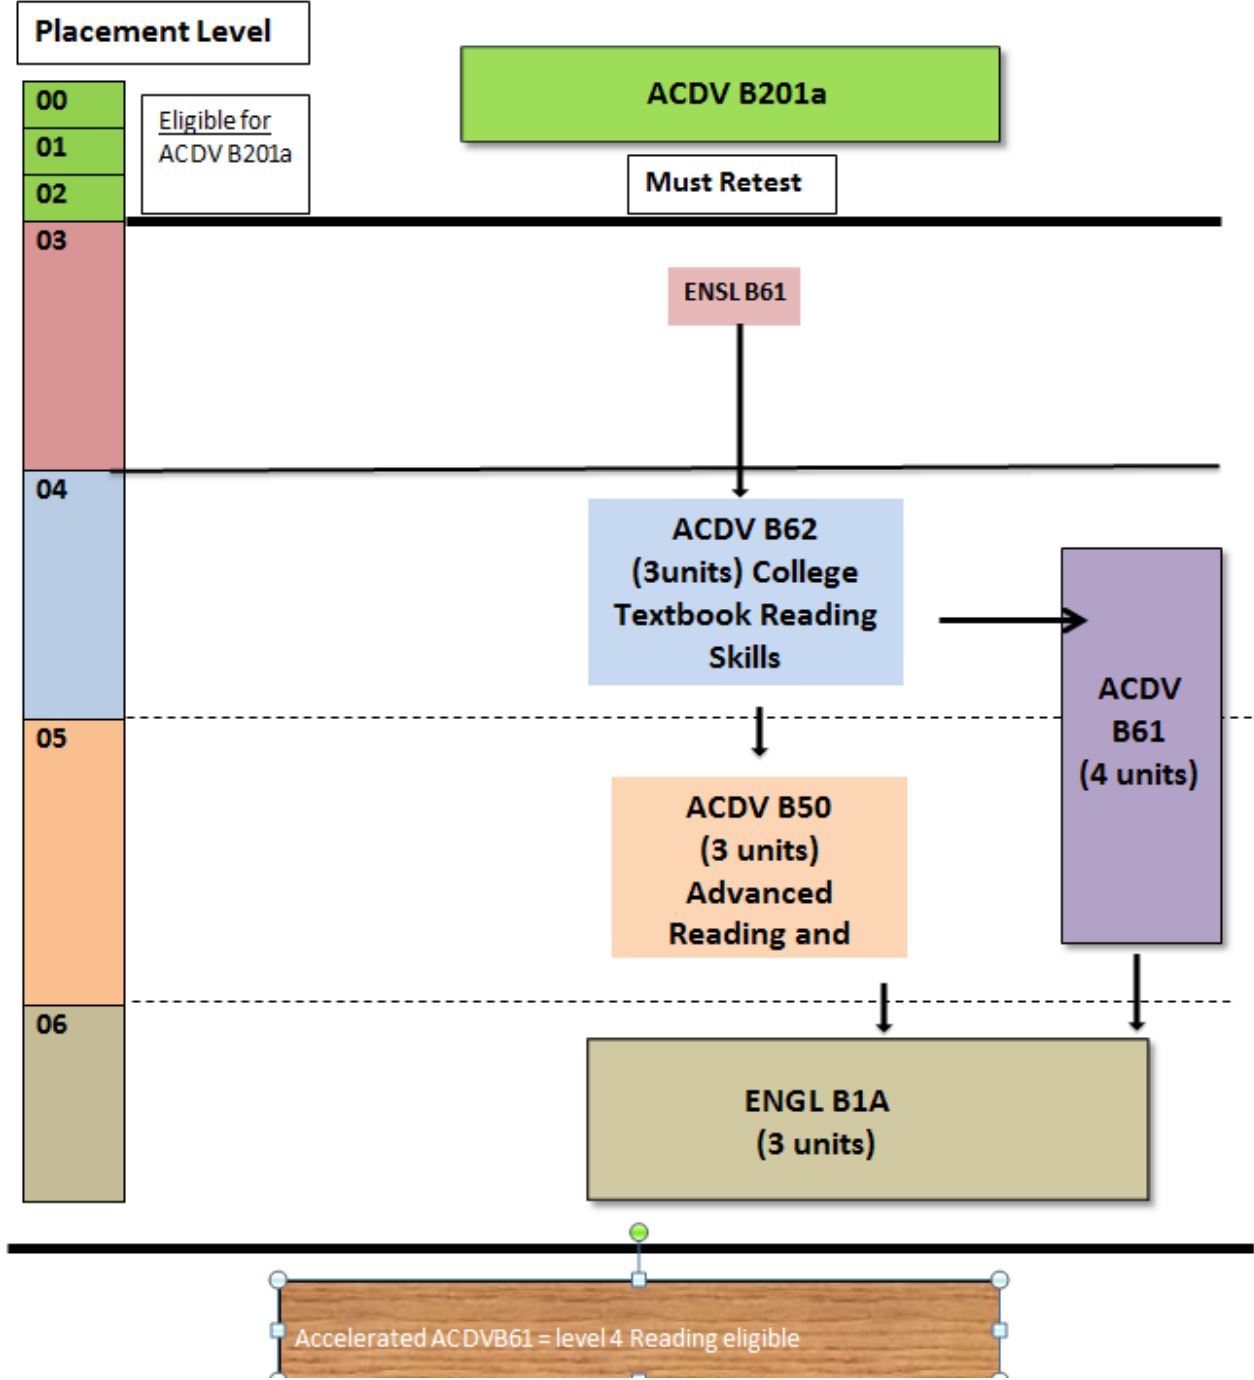 Placement Level
00
01
02
Eligible for
ACDV B201a
ACDV B201a
Must Retest
03
ENSL B61
04
ACDV B62
(3units) College
Textbook Reading
Skills
ACDV
B61
(4 units)
05
ACDV B50
(3 units)
Advanced
Reading and
06
ENGL B1A
(3 units)
Accelerated ACDVB61 = level 4 Reading eligible